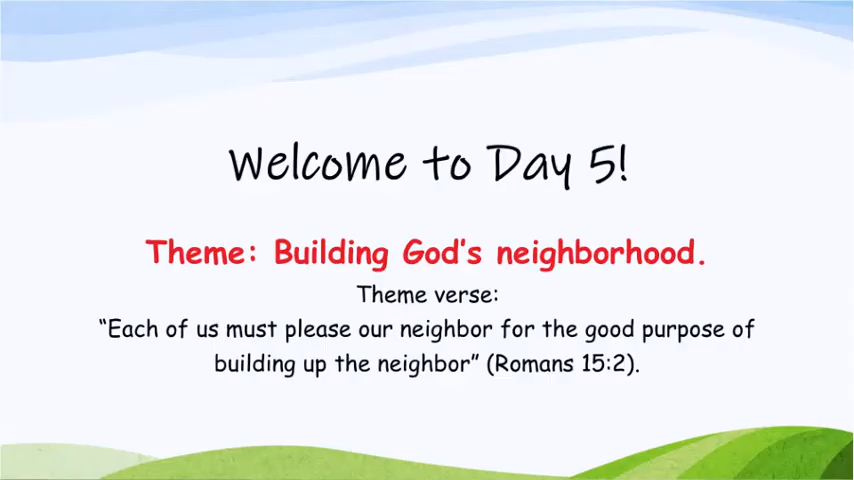 Welcome to Day 5!
Theme: Building God's neighborhood.
Theme verse:
“Each of us must please our neighbor for the good purpose of
building up the neighbor” (Romans 15:2).